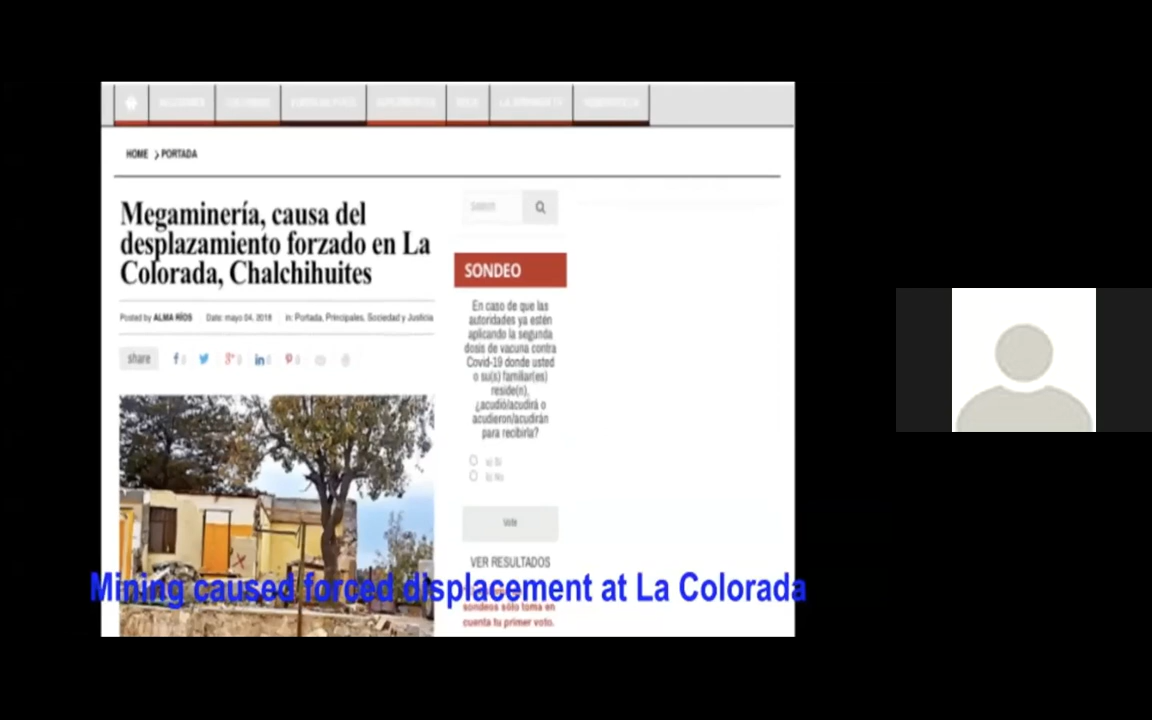 HOME > PORTADA
Megaminería, causa del
desplazamiento forzado en La
Colorada, Chalchihuites
Posted by ALMA RÍOS Date: mayo 04, 2018 in: Portada, Principales, Sociedad y Justicia
share
Search
SONDEO
En caso de que las
autoridades ya estén
aplicando la segunda
dosis de vacuna contra
Covid-19 donde usted
o su(s) familiar(es)
reside(n),
¿acudió/acudirá o
acudieron/acudirán
para recibirla?
Vote
VER RESULTADOS
sondeos sólo toma en
cuenta tu primer voto.
Mining caused forced displacement at La Colorada